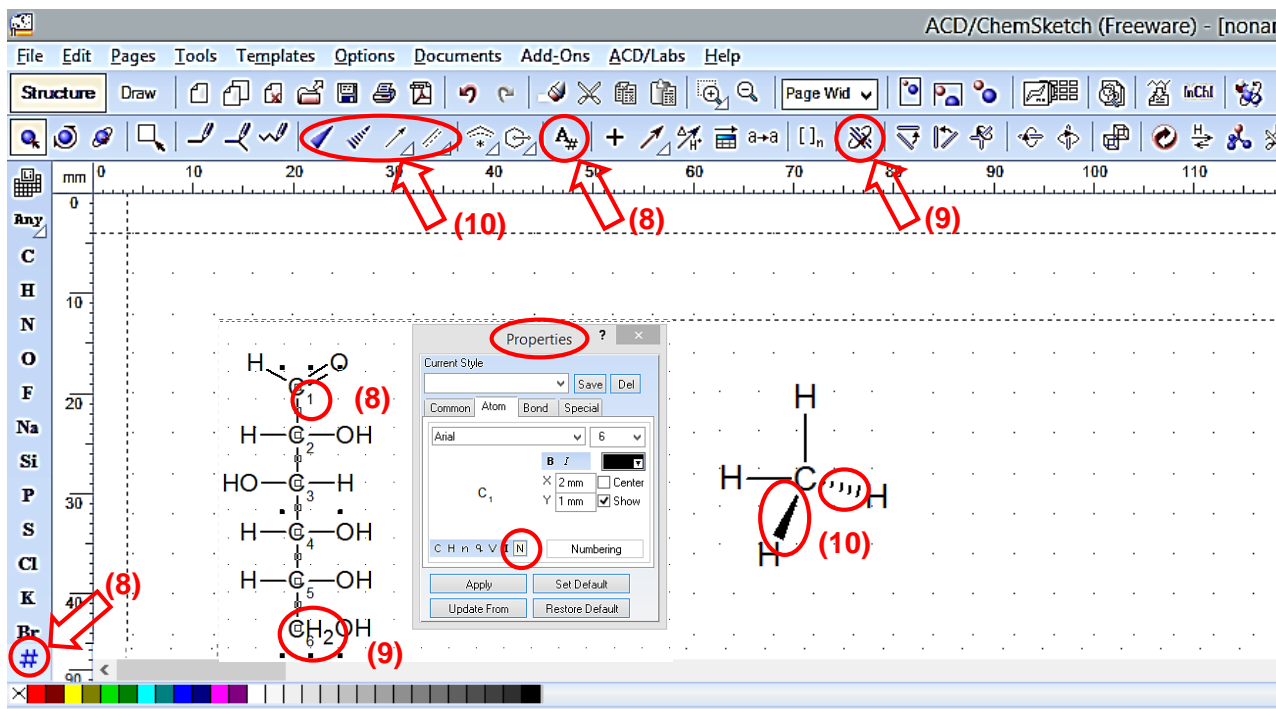 ACD/ChemSketch (Freeware) - [nonar
File Edit Pages Tools Templates Options Documents Add-Ons ACD/Labs Help
Structure Draw Page Wid InChI
A# a→a []n
mm 0 10 20 30 40 50 60 70 80 90 100 110
(10) (8) (9)
0
Any
C
H
10
N
O
F
20
Na
Si
P
30
S
Cl
K
40
Br
#
(8)
H O
C 1 (8)
H C 2 OH
HO C 3 H
H C 4 OH
H C 5 OH
CH2OH
6
(9)
Properties ? ×
Current Style
Save Del
Common Atom Bond Special
Arial 6
B I
X 2 mm Center
C1
Y 1 mm Show
C H n q V I N Numbering
Apply Set Default
Update From Restore Default
H
H C H
H
(10)